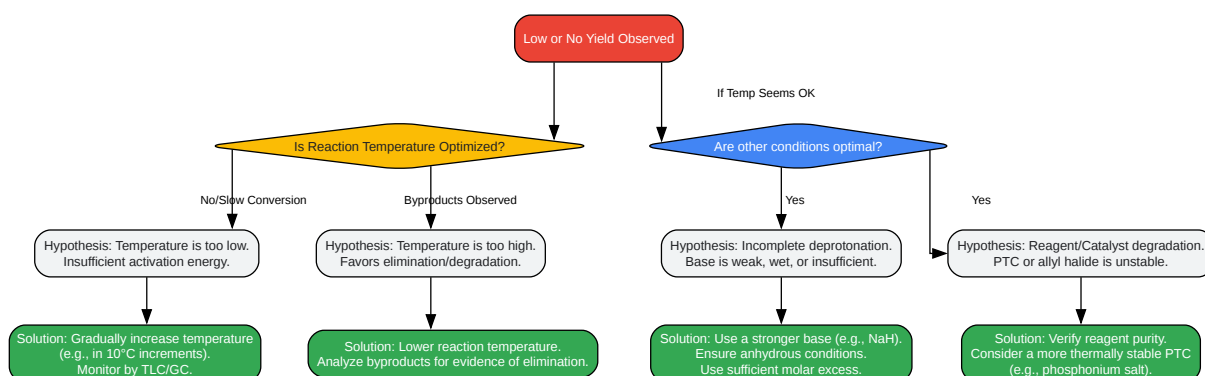 Low or No Yield Observed
If Temp Seems OK
Is Reaction Temperature Optimized?
Are other conditions optimal?
No/Slow Conversion
Byproducts Observed
Yes
Yes
Hypothesis: Temperature is too low.
Insufficient activation energy.
Hypothesis: Temperature is too high.
Favors elimination/degradation.
Hypothesis: Incomplete deprotonation.
Base is weak, wet, or insufficient.
Hypothesis: Reagent/Catalyst degradation.
PTC or allyl halide is unstable.
Solution: Gradually increase temperature
(e.g., in 10°C increments).
Monitor by TLC/GC.
Solution: Lower reaction temperature.
Analyze byproducts for evidence of elimination.
Solution: Use a stronger base (e.g., NaH).
Ensure anhydrous conditions.
Use sufficient molar excess.
Solution: Verify reagent purity.
Consider a more thermally stable PTC
(e.g., phosphonium salt).